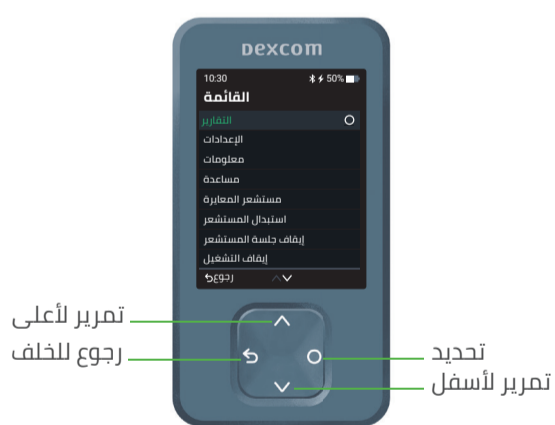 Dexcom
10:30
50%
القائمة
التقارير
الإعدادات
معلومات
مساعدة
مستشعر المعايرة
استبدال المستشعر
إيقاف جلسة المستشعر
إيقاف التشغيل
رجوع
تمرير لأعلى
رجوع للخلف
تحديد
تمرير لأسفل